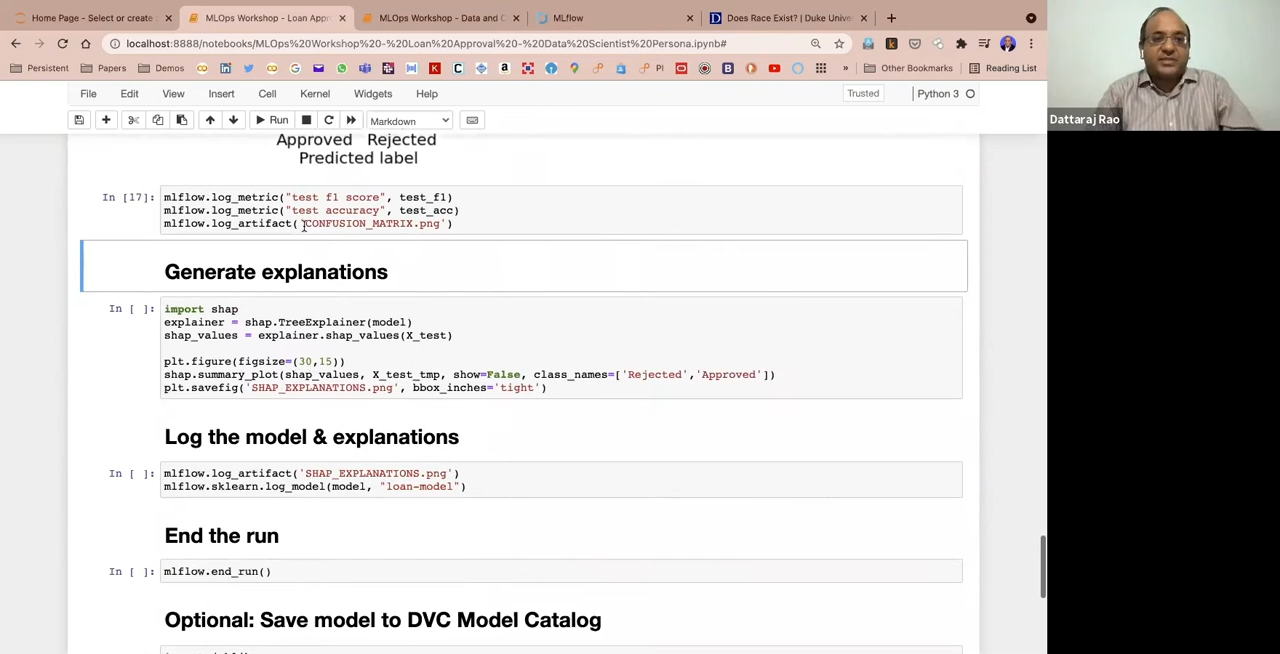 Home Page - Select or create
MLOps Workshop - Loan Appr
MLOps Workshop - Data and C
MLflow
Does Race Exist? | Duke Univer
localhost:8888/notebooks/MLOps%20Workshop%20-%20Loan%20Approval%20-%20Data%20Scientist%20Persona.ipynb#
Persistent
Papers
Demos
PI
Other Bookmarks
Reading List
File Edit View Insert Cell Kernel Widgets Help
Trusted
Python 3
Run
Markdown
Approved Rejected
Predicted label
In [17]:
mlflow.log_metric("test f1 score", test_f1)
mlflow.log_metric("test accuracy", test_acc)
mlflow.log_artifact('CONFUSION_MATRIX.png')
Generate explanations
In [ ]:
import shap
explainer = shap.TreeExplainer(model)
shap_values = explainer.shap_values(X_test)
plt.figure(figsize=(30,15))
shap.summary_plot(shap_values, X_test_tmp, show=False, class_names=['Rejected','Approved'])
plt.savefig('SHAP_EXPLANATIONS.png', bbox_inches='tight')
Log the model & explanations
In [ ]:
mlflow.log_artifact('SHAP_EXPLANATIONS.png')
mlflow.sklearn.log_model(model, "loan-model")
End the run
In [ ]:
mlflow.end_run()
Optional: Save model to DVC Model Catalog
Dattaraj Rao